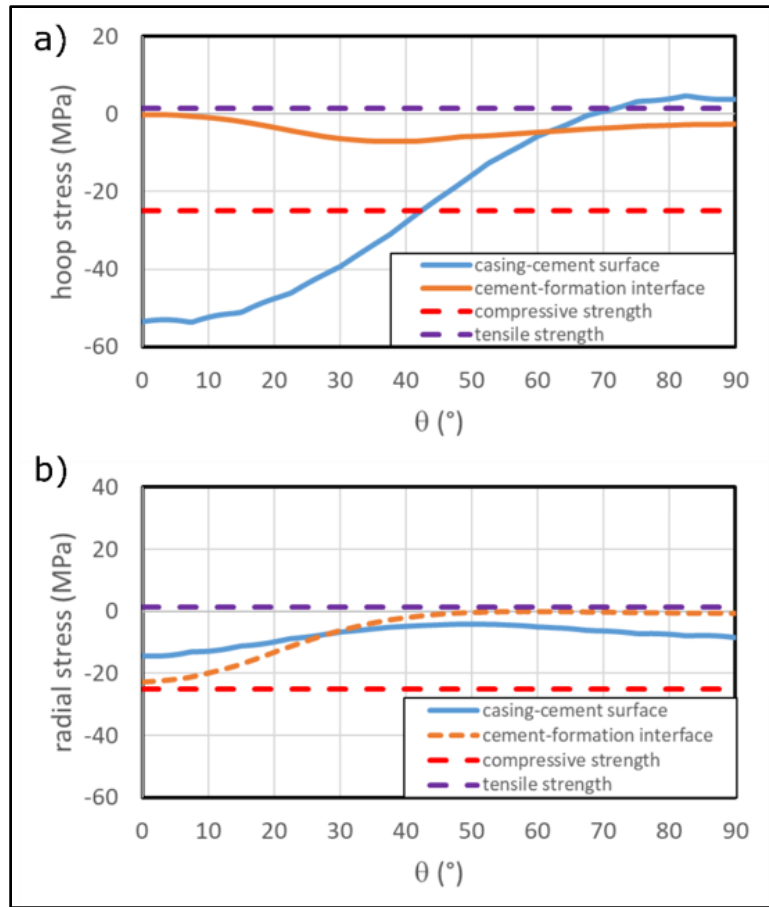 a)
20
0
-20
-40
-60
hoop stress (MPa)
casing-cement surface
cement-formation interface
compressive strength
tensile strength
0 10 20 30 40 50 60 70 80 90
θ (°)
b)
40
20
0
-20
-40
-60
radial stress (MPa)
casing-cement surface
cement-formation interface
compressive strength
tensile strength
0 10 20 30 40 50 60 70 80 90
θ (°)